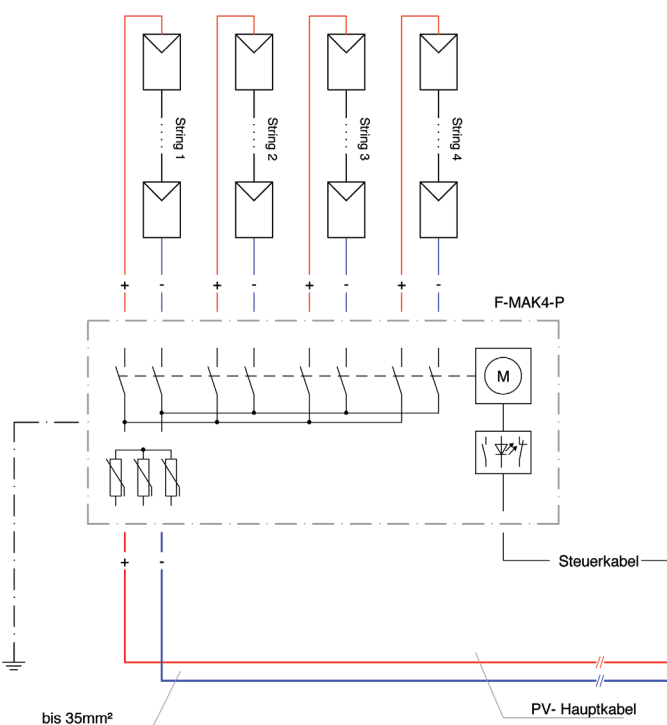 String 1
String 2
String 3
String 4
+ - + - + - + -
F-MAK4-P
M
+ -
Steuerkabel
PV- Hauptkabel
bis 35mm²